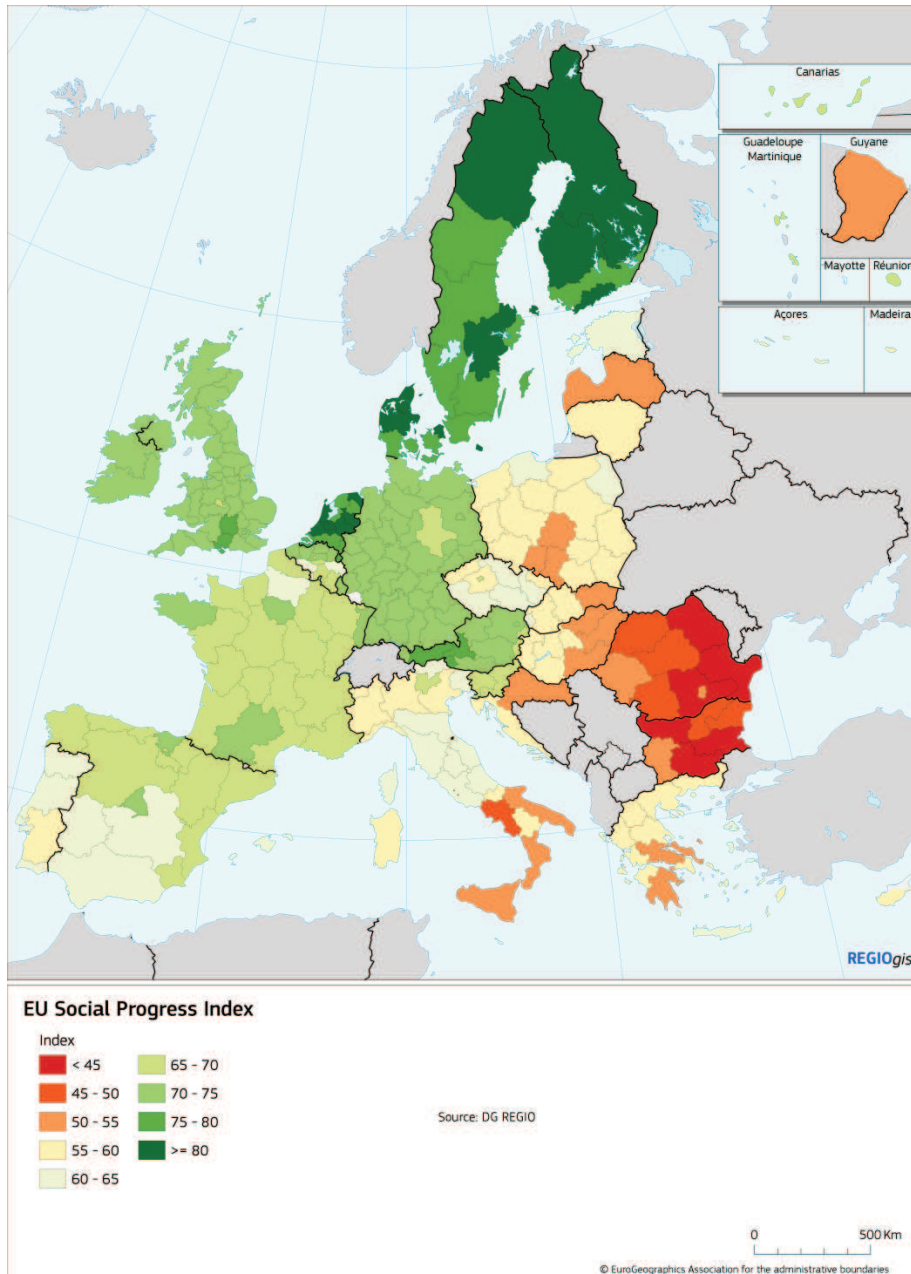 Canarias
Guadeloupe
Martinique
Guyane
Mayotte
Réunion
Açores
Madeira
REGIOgis
EU Social Progress Index
Index
< 45
45 - 50
50 - 55
55 - 60
60 - 65
65 - 70
70 - 75
75 - 80
>= 80
Source: DG REGIO
0 500 Km
© EuroGeographics Association for the administrative boundaries